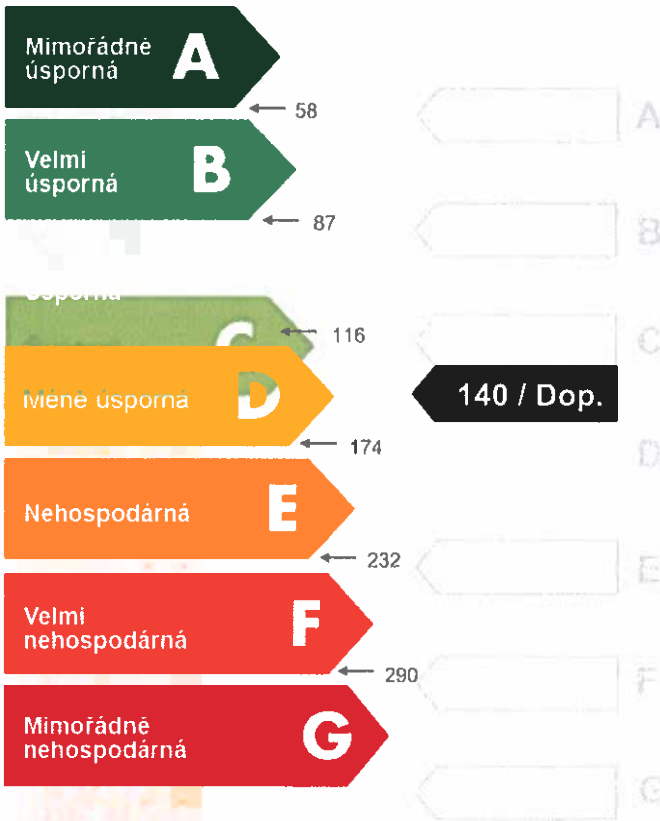 Mimořádně
úsporná
A
58
A
Velmi
úsporná
B
87
B
Úsporná
C
116
C
Méně úsporná
D
140 / Dop.
174
D
Nehospodárná
E
232
E
Velmi
nehospodárná
F
290
F
Mimořádně
nehospodárná
G
G